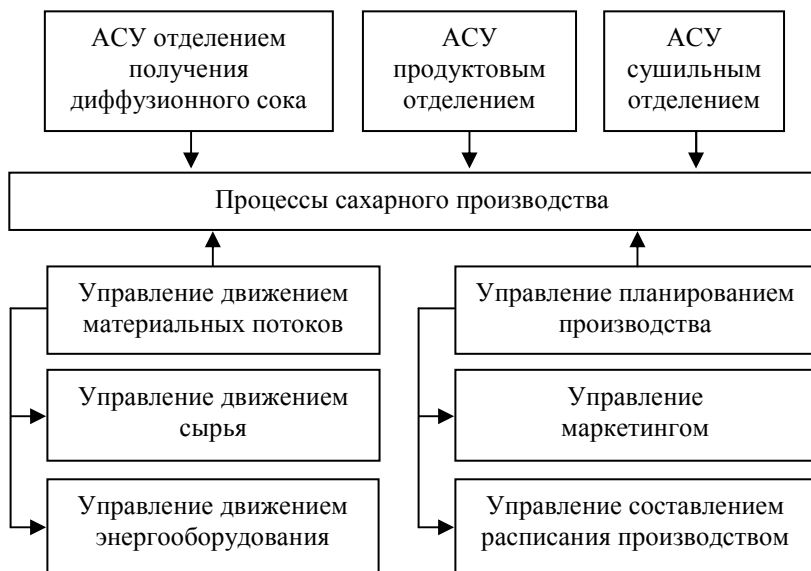 АСУ отделением
получения
диффузионного сока
АСУ
продуктовым
отделением
АСУ
сушильным
отделением
Процессы сахарного производства
Управление движением
материальных потоков
Управление планированием
производства
Управление движением
сырья
Управление
маркетингом
Управление движением
энергооборудования
Управление составлением
расписания производством